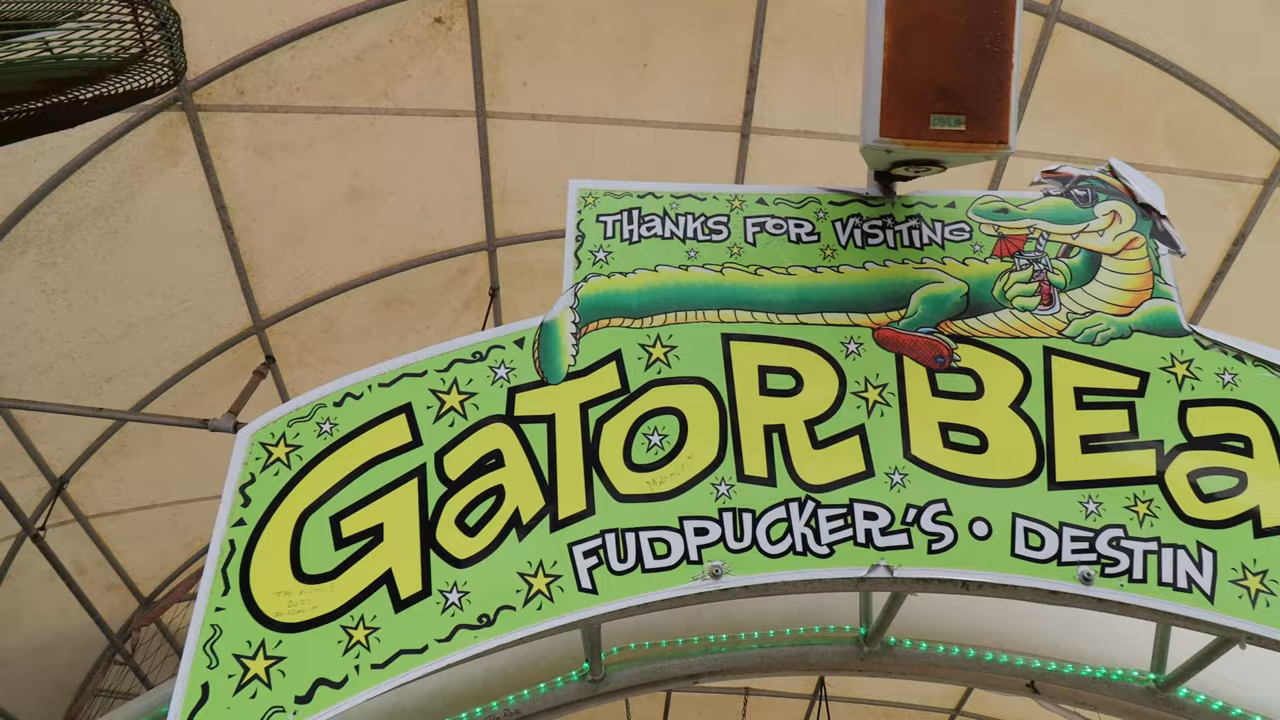 THANKS FOR VISITING
GaToR BEa
FUDPUCKER'S • DESTIN